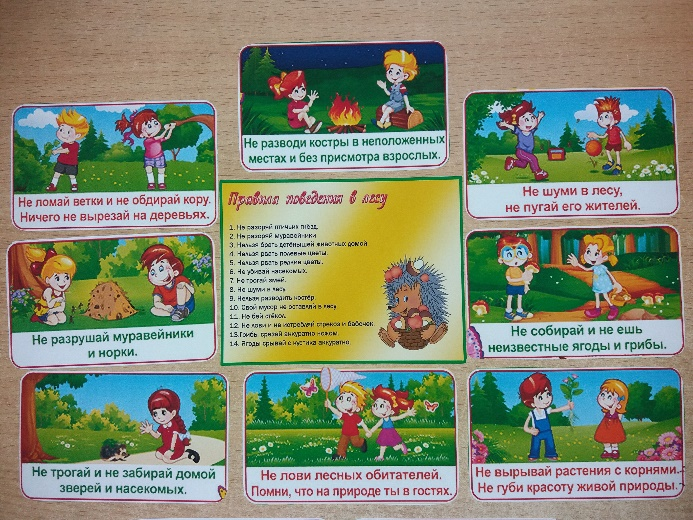 Не разводи костры в неположенных
местах и без присмотра взрослых.
Не ломай ветки и не обдирай кору.
Ничего не вырезай на деревьях.
Не шуми в лесу,
не пугай его жителей.
Правила поведения в лесу
1. Не разоряй птичьих гнёзд.
2. Не разоряй муравейники.
3. Нельзя брать детёнышей животных домой.
4. Нельзя рвать полевые цветы.
5. Нельзя рвать редкие цветы.
6. Не убивай насекомых.
7. Не трогай змей.
8. Не шуми в лесу.
9. Нельзя разводить костёр.
10. Свой мусор не оставляй в лесу.
11. Не бей стёкол.
12. Не лови и не истребляй стрекоз и бабочек.
13. Грибы срезай аккуратно ножом.
14. Ягоды срывай с кустика аккуратно.
Не разрушай муравейники
и норки.
Не собирай и не ешь
неизвестные ягоды и грибы.
Не трогай и не забирай домой
зверей и насекомых.
Не лови лесных обитателей.
Помни, что на природе ты в гостях.
Не вырывай растения с корнями.
Не губи красоту живой природы.